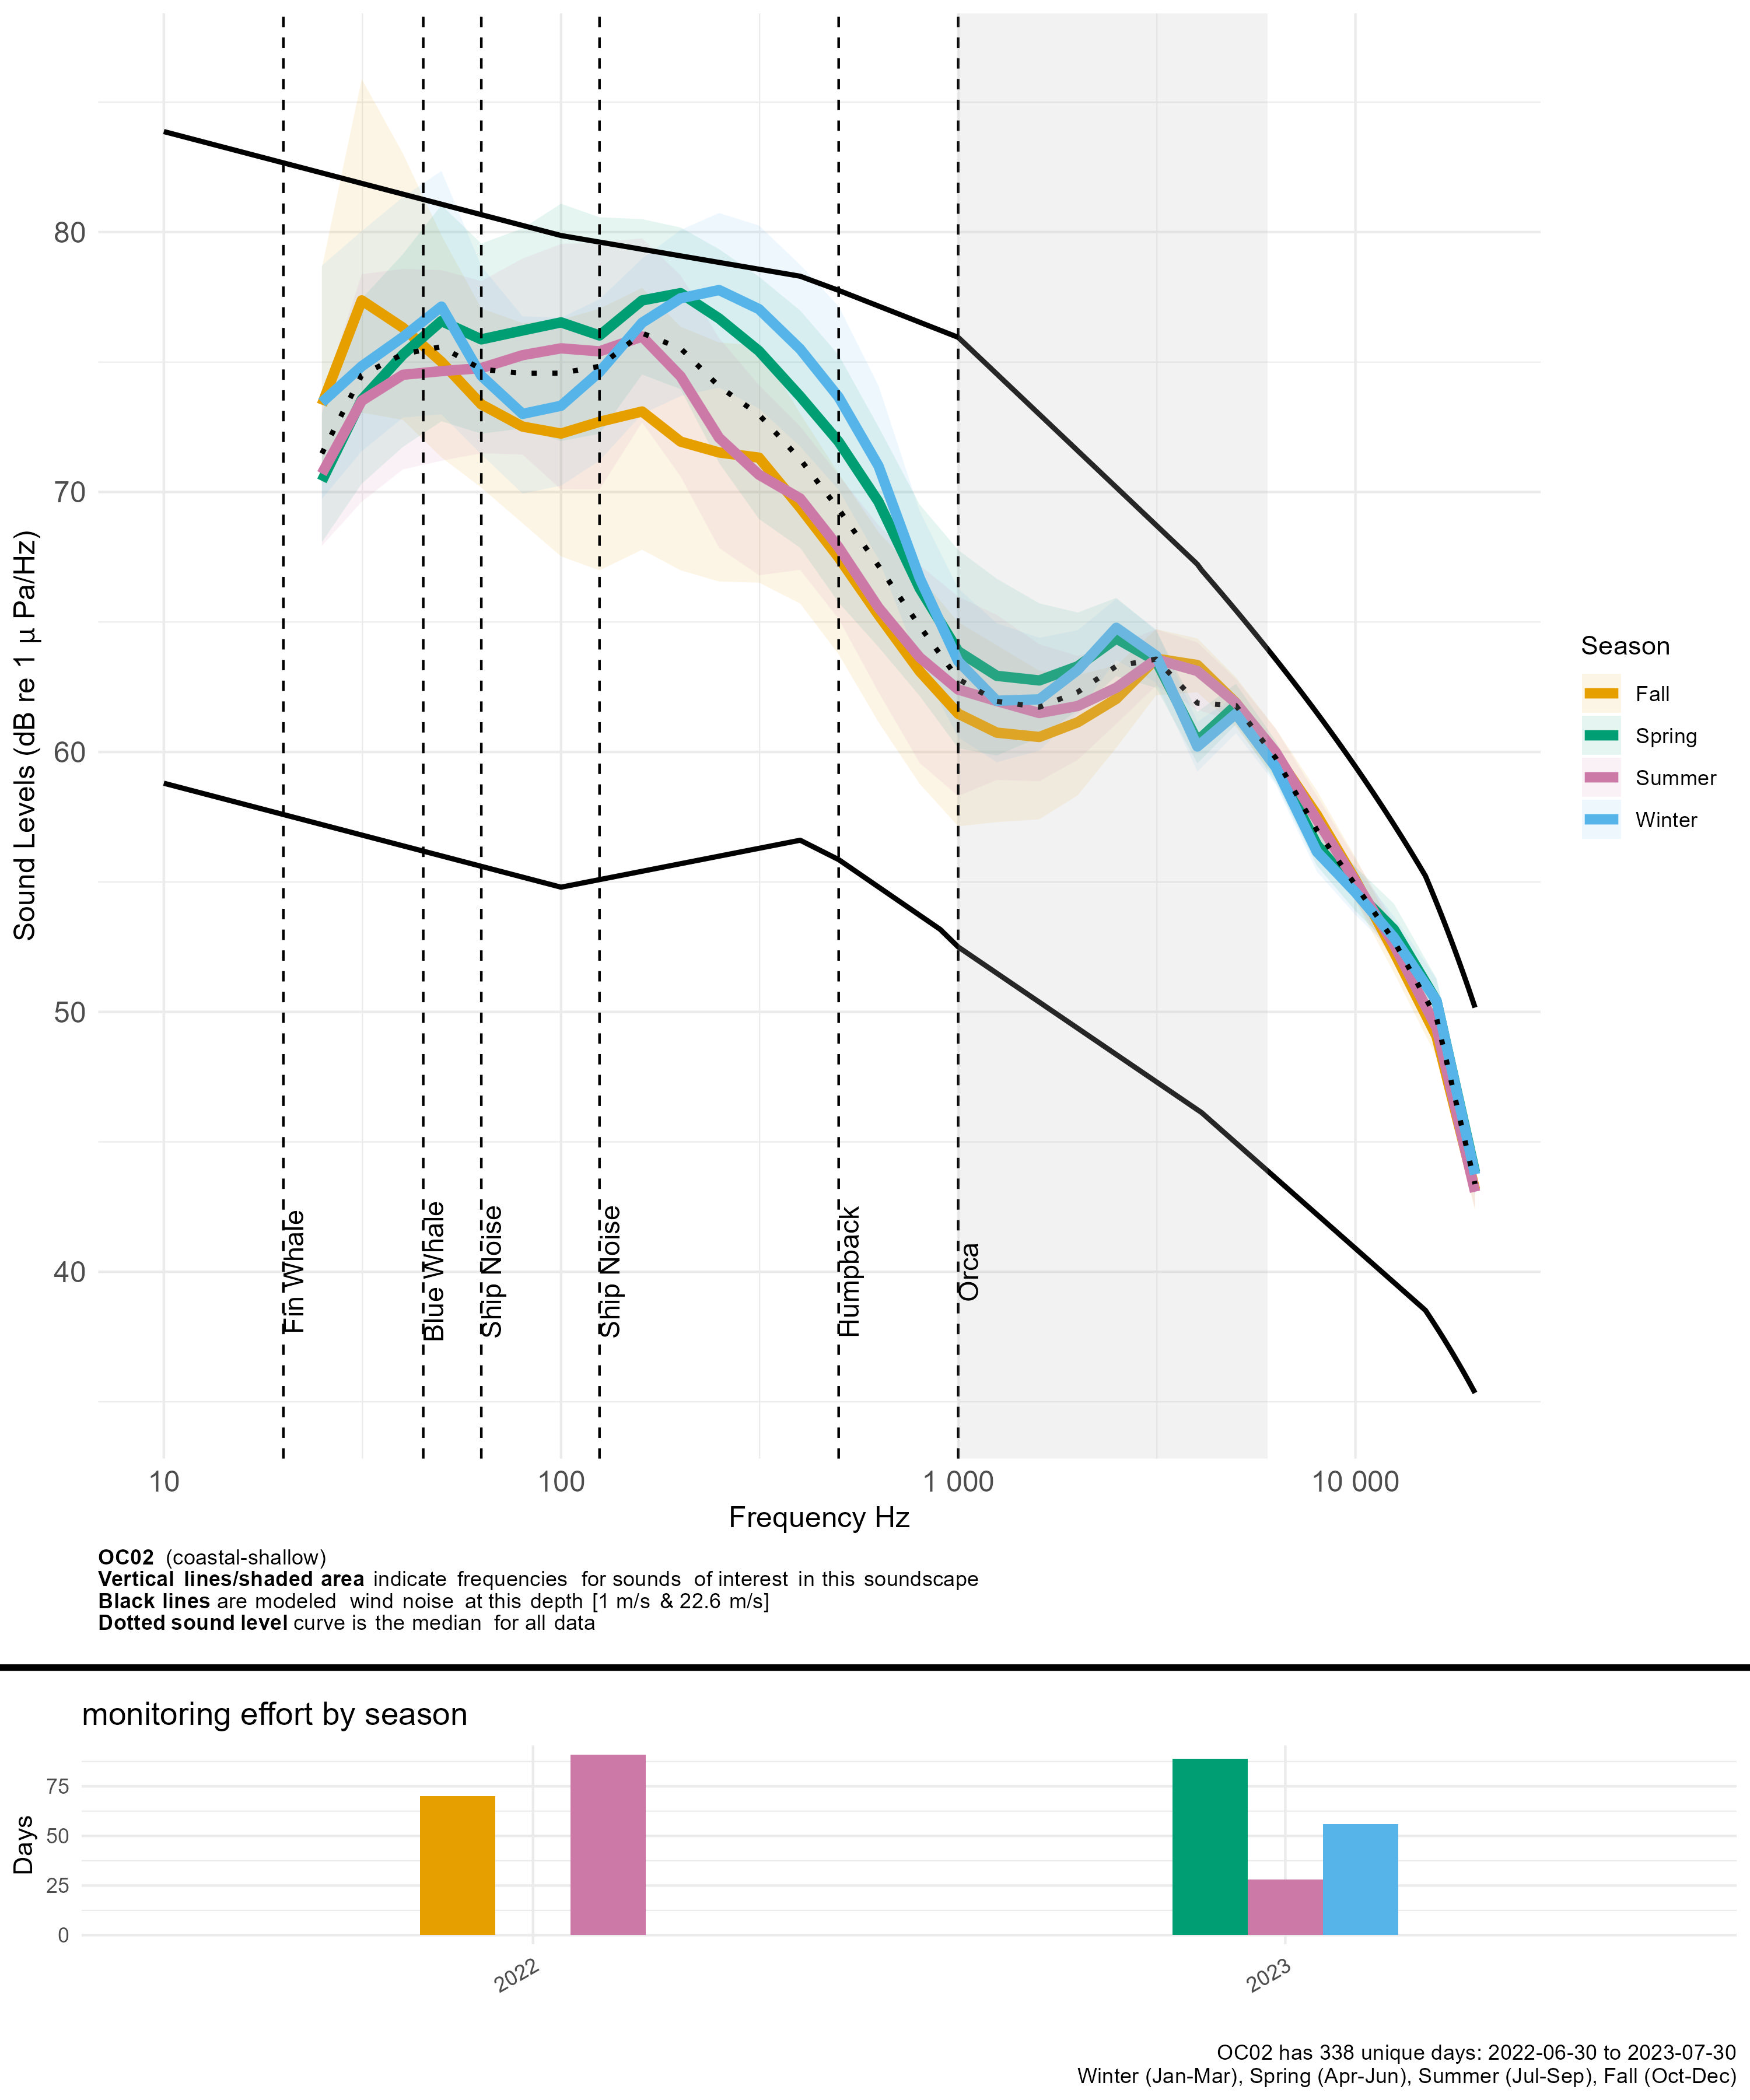 80
70
60
50
40
Sound Levels (dB re 1 µ Pa/Hz)
Fin Whale
Blue Whale
Ship Noise
Ship Noise
Humpback
Orca
10
100
1 000
10 000
Frequency Hz
Season
Fall
Spring
Summer
Winter
OC02 (coastal-shallow)
Vertical lines/shaded area indicate frequencies for sounds of interest in this soundscape
Black lines are modeled wind noise at this depth [1 m/s & 22.6 m/s]
Dotted sound level curve is the median for all data
monitoring effort by season
Days
75
50
25
0
2022
2023
OC02 has 338 unique days: 2022-06-30 to 2023-07-30
Winter (Jan-Mar), Spring (Apr-Jun), Summer (Jul-Sep), Fall (Oct-Dec)